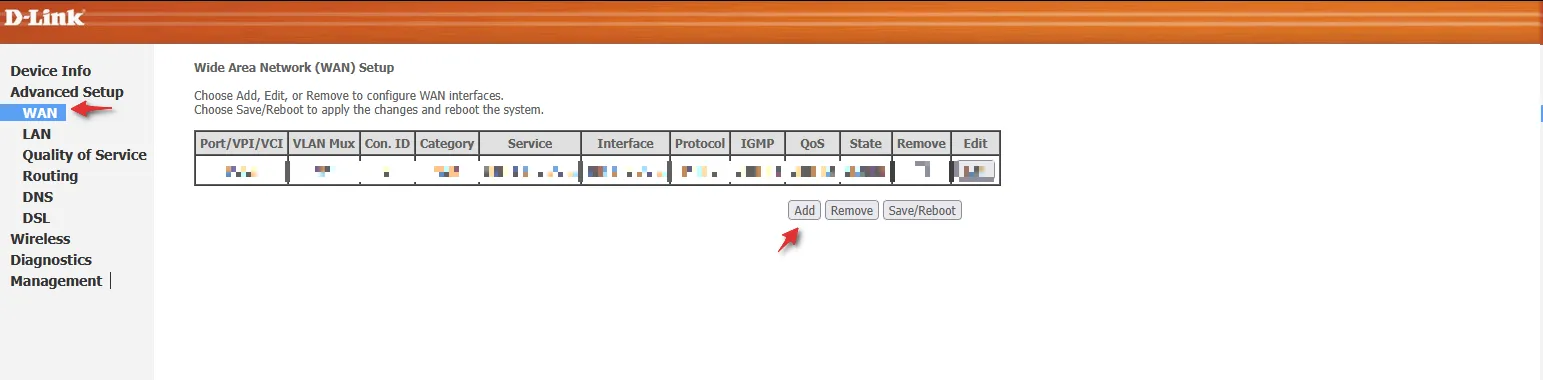 D-Link
Device Info
Advanced Setup
WAN
LAN
Quality of Service
Routing
DNS
DSL
Wireless
Diagnostics
Management
Wide Area Network (WAN) Setup
Choose Add, Edit, or Remove to configure WAN interfaces.
Choose Save/Reboot to apply the changes and reboot the system.
Port/VPI/VCI VLAN Mux Con. ID Category Service Interface Protocol IGMP QoS State Remove Edit
Add Remove Save/Reboot